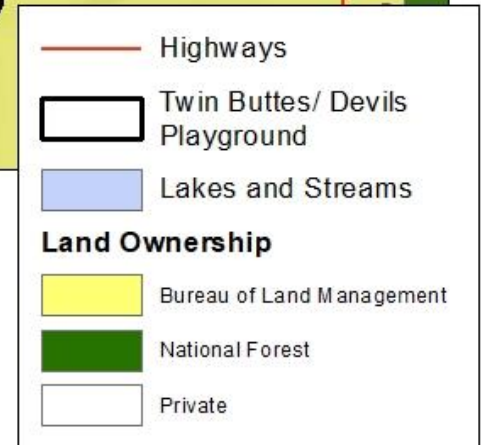 Highways
Twin Buttes/ Devils
Playground
Lakes and Streams
Land Ownership
Bureau of Land Management
National Forest
Private